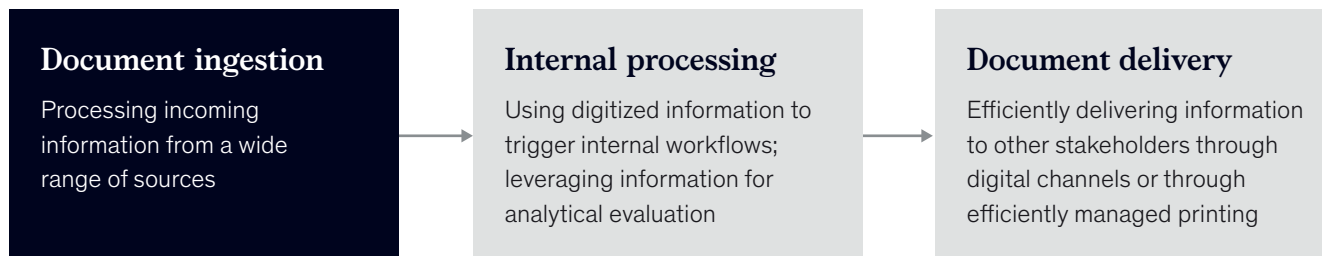 Document ingestion
Processing incoming
information from a wide
range of sources
Internal processing
Using digitized information to
trigger internal workflows;
leveraging information for
analytical evaluation
Document delivery
Efficiently delivering information
to other stakeholders through
digital channels or through
efficiently managed printing